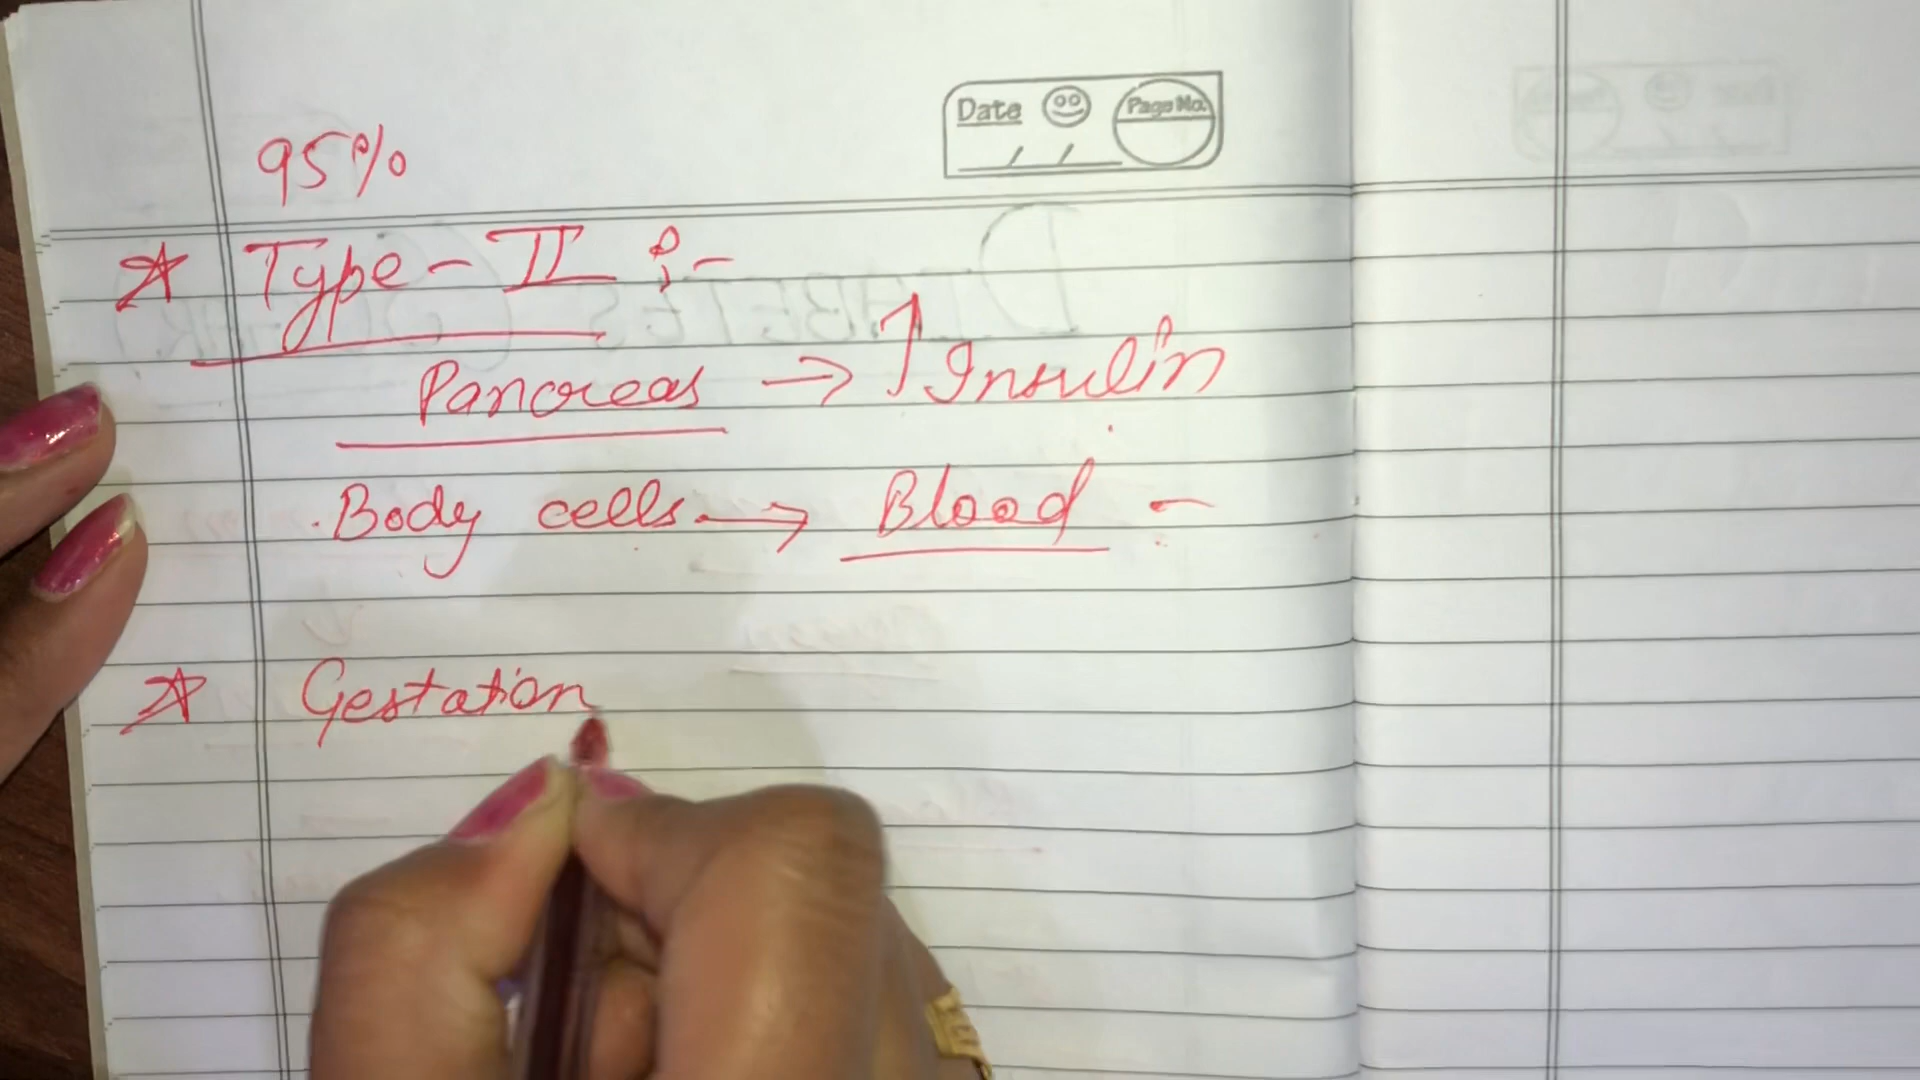 Date Page No.
95%
Type - II :-
Pancreas → ↑ Insulin
Body cells. → Blood -
Gestation